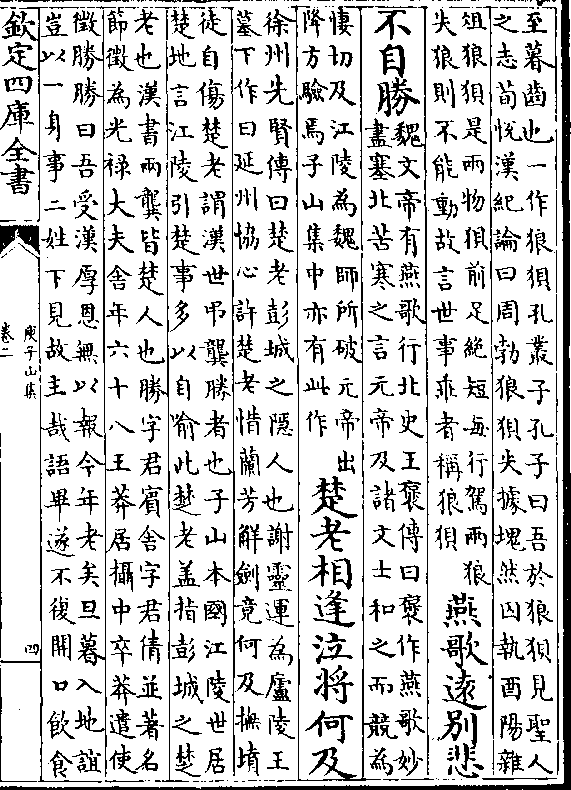 至暮齒也一作狼狽孔叢子孔子曰吾於狼狽見聖人
之志荀悅漢紀論曰周勃狼狽失據塊然囚執酉陽雜
俎狼狽是兩物狽前足絶短每行駕兩狼
失狼則不能動故言世事乖者稱狼狽
燕歌遠別悲
不自勝
魏文帝有燕歌行北史王褒傳曰褒作燕歌妙
盡塞北苦寒之言元帝及諸文士和之而競為
悽切及江陵為魏師所破元帝出
降方驗焉子山集中亦有此作
楚老相逢泣將何及
徐州先賢傳曰楚老彭城之隱人也謝靈運為廬陵王
墓下作曰延州協心許楚老惜蘭芳解劍竟何及撫墳
徒自傷楚老謂漢世弔龔勝者也子山本國江陵世居
楚地言江陵引楚事多以自喻此楚老盖指彭城之楚
老也漢書兩龔皆楚人也勝字君賓舍字君倩並著名
節徵為光禄大夫舍年六十八王莽居攝中卒莽遣使
徵勝勝曰吾受漢厚恩無以報今年老矣旦暮入地誼
豈以一身事二姓下見故主哉語畢遂不復開口飲食
欽定四庫全書
庾子山集
卷二
四